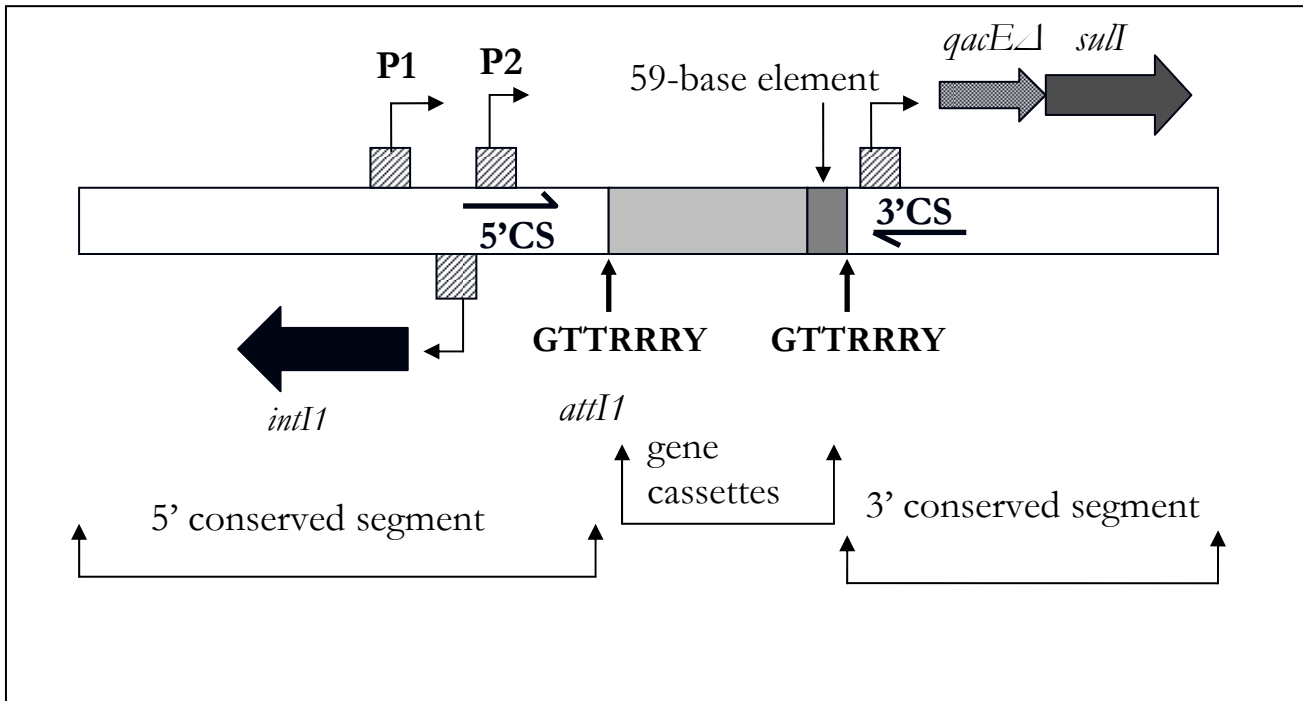 qacEΔ sulI
P1 P2
59-base element
5’CS
3’CS
GTTRRRY GTTRRRY
intI1
attI1
gene
cassettes
5’ conserved segment
3’ conserved segment